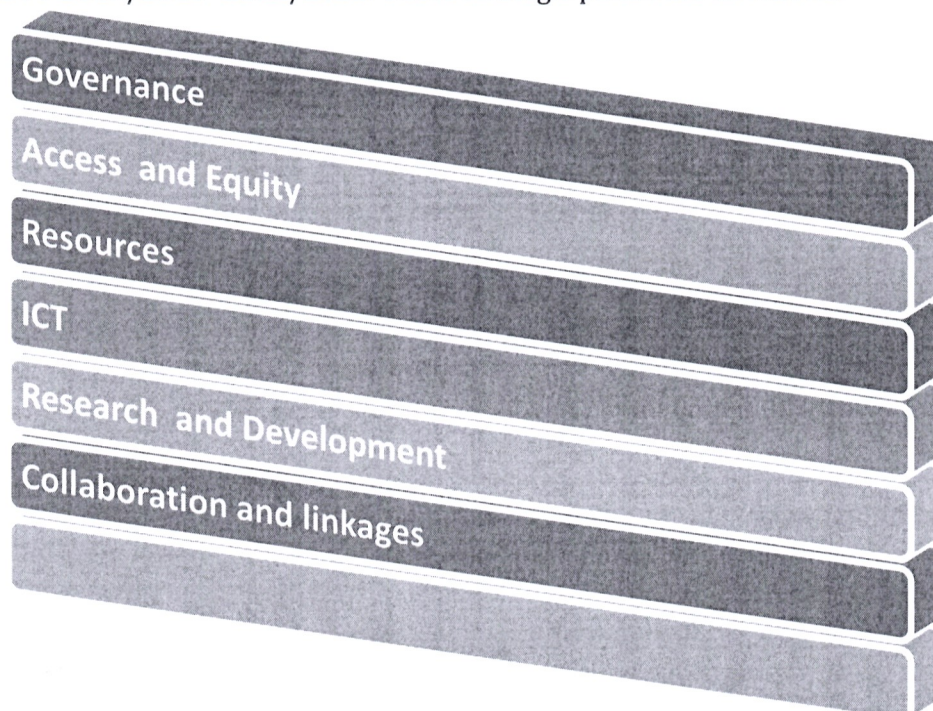 Governance
Access and Equity
Resources
ICT
Research and Development
Collaboration and linkages